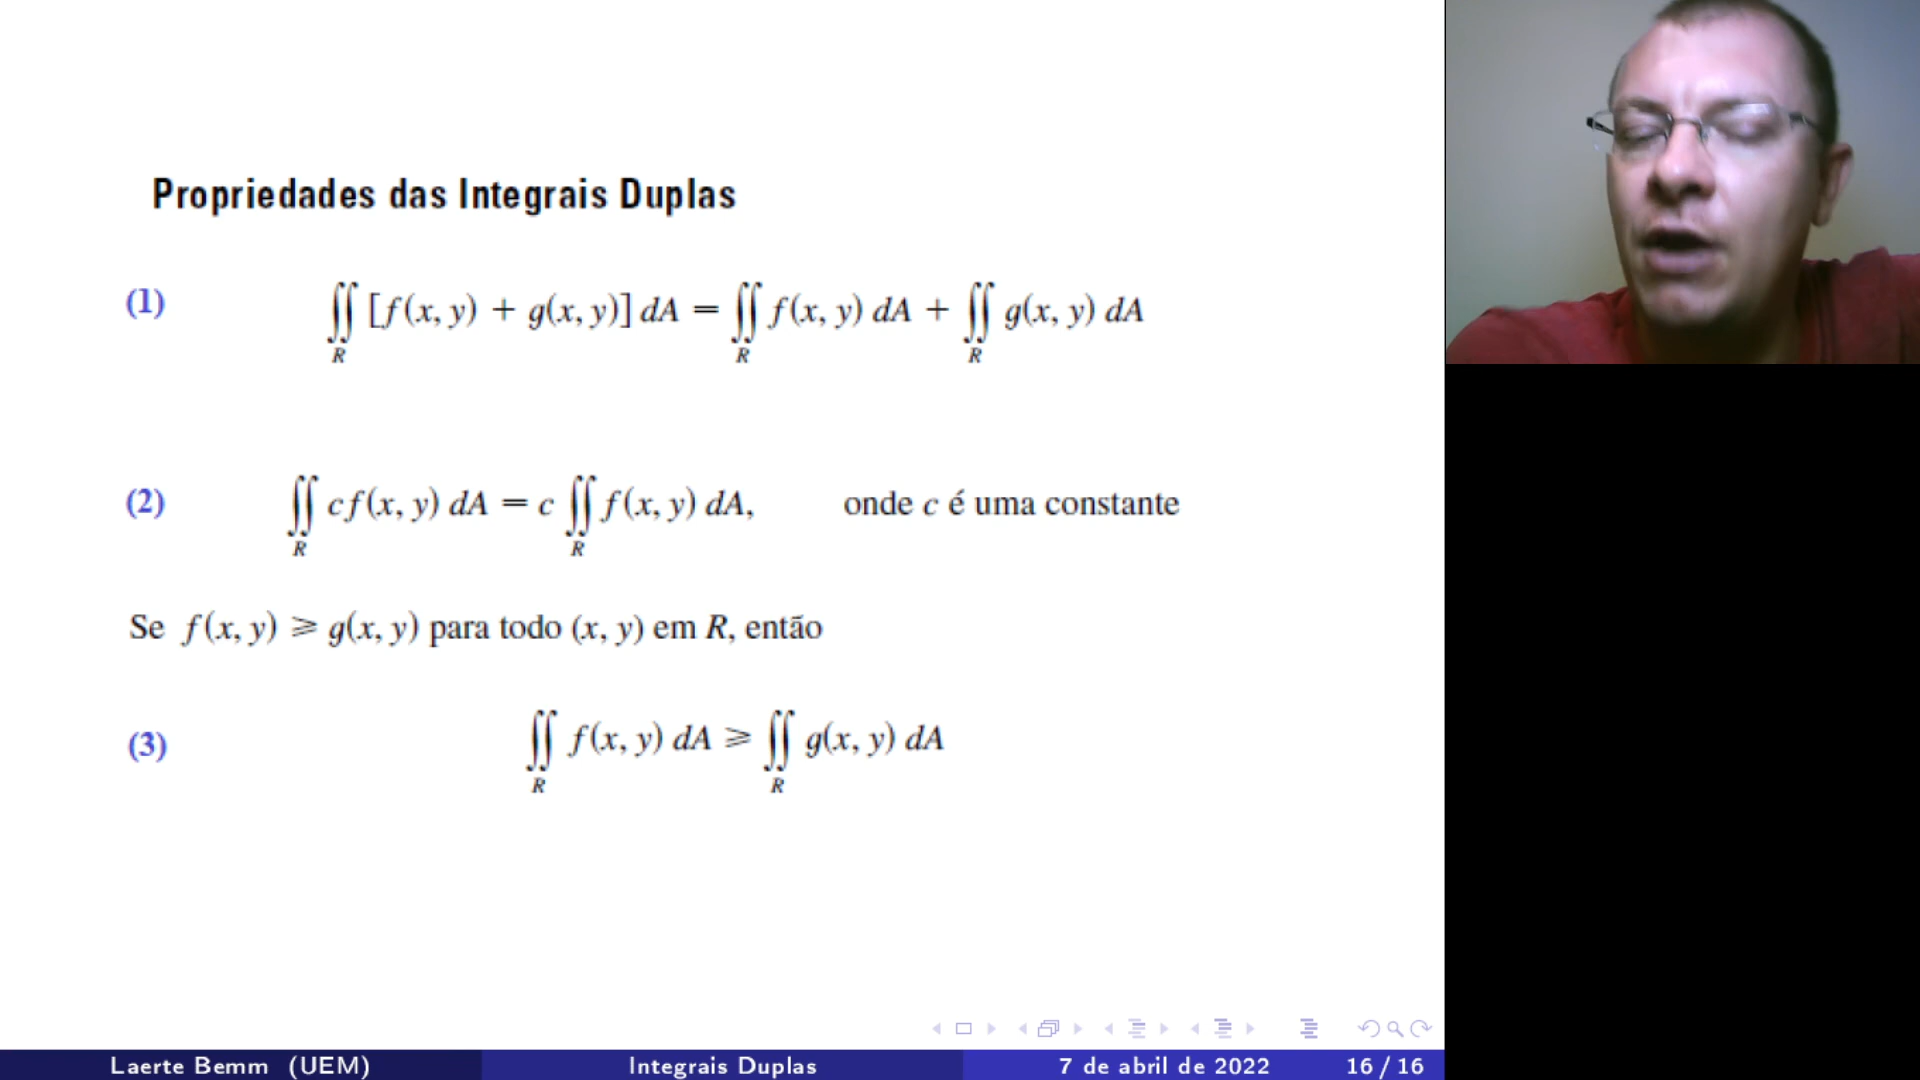 Propriedades das Integrais Duplas
(1) ∬_R [f(x, y) + g(x, y)] dA = ∬_R f(x, y) dA + ∬_R g(x, y) dA
(2) ∬_R c f(x, y) dA = c ∬_R f(x, y) dA, onde c é uma constante
Se f(x, y) ⩾ g(x, y) para todo (x, y) em R, então
(3) ∬_R f(x, y) dA ⩾ ∬_R g(x, y) dA
Laerte Bemm (UEM) Integrais Duplas 7 de abril de 2022 16 / 16